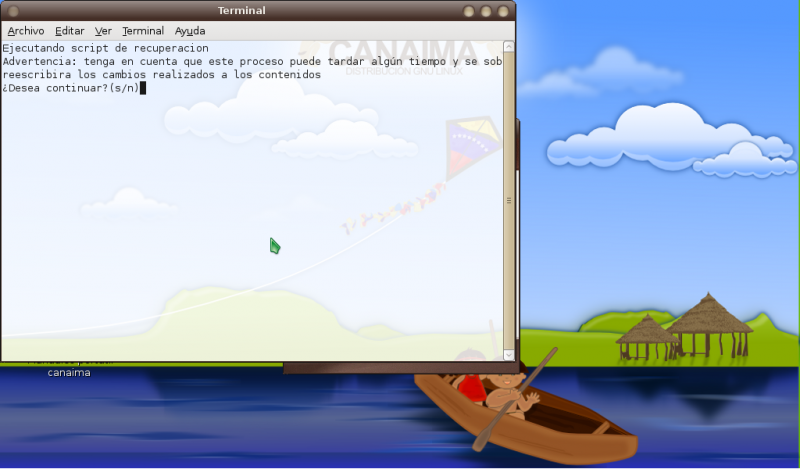 Terminal
Archivo Editar Ver Terminal Ayuda
Ejecutando script de recuperacion
Advertencia: tenga en cuenta que este proceso puede tardar algún tiempo y se sob
reescribira los cambios realizados a los contenidos
¿Desea continuar?(s/n)
CANAIMA
DISTRIBUCIÓN GNU LINUX
canaima